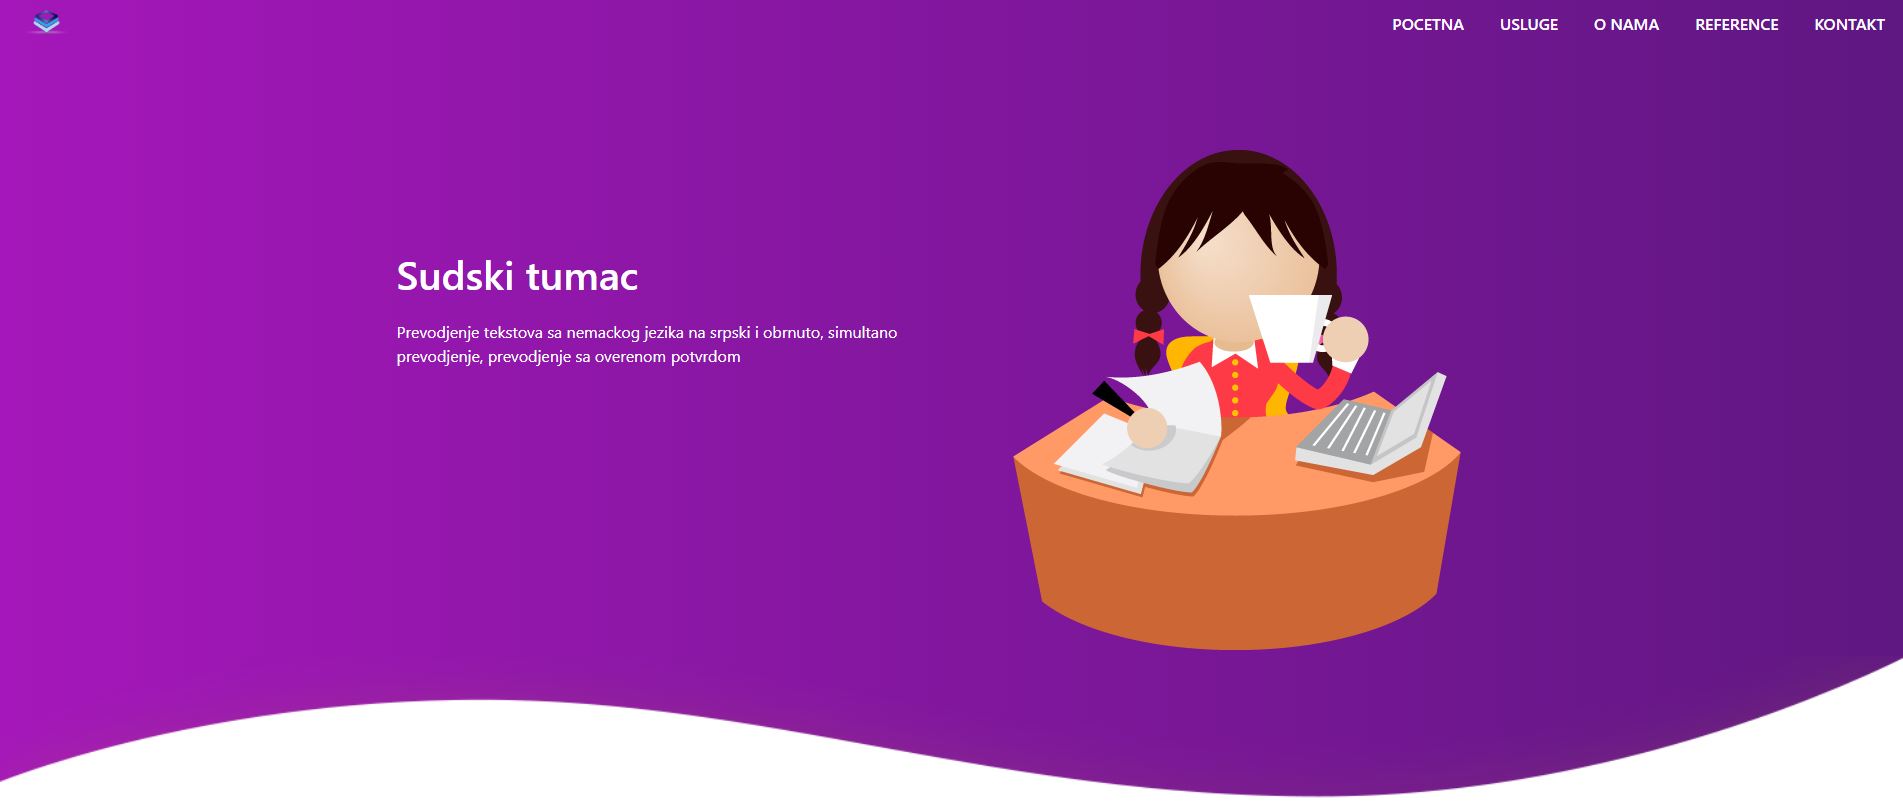 POCETNA USLUGE O NAMA REFERENCE KONTAKT
Sudski tumac
Prevodjenje tekstova sa nemackog jezika na srpski i obrnuto, simultano
prevodjenje, prevodjenje sa overenom potvrdom